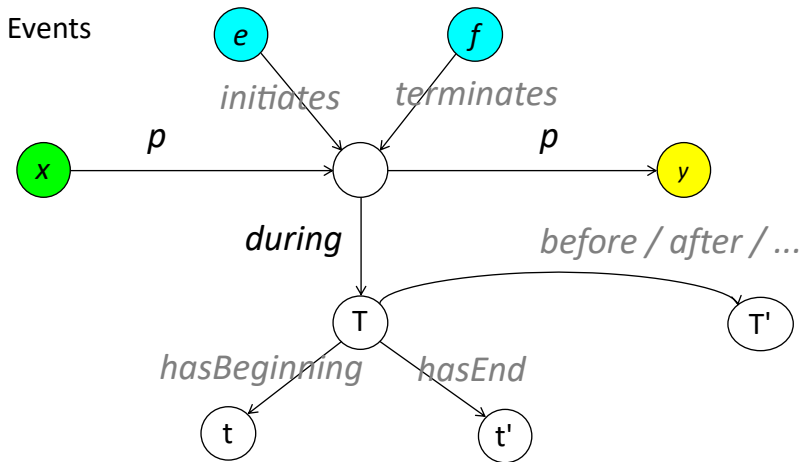 Events
e
f
initiates
terminates
p
p
x
y
during
before / after / ...
T
T'
hasBeginning
hasEnd
t
t'